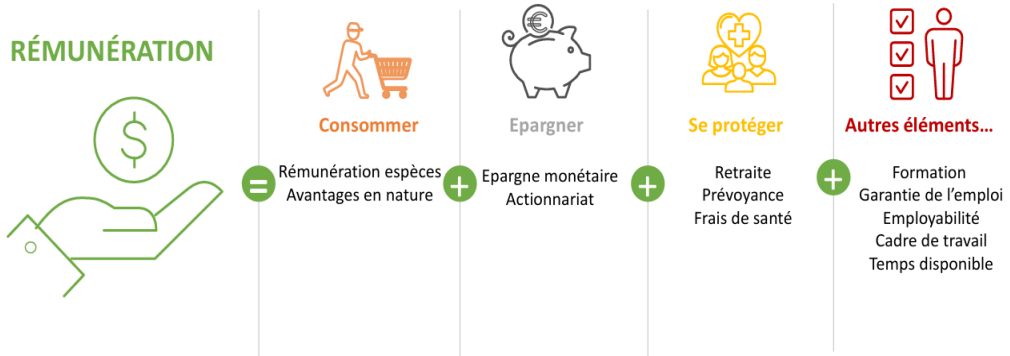 RÉMUNÉRATION
$
=
Consommer
Rémunération espèces
Avantages en nature
+
€
Epargner
Epargne monétaire
Actionnariat
+
Se protéger
Retraite
Prévoyance
Frais de santé
+
Autres éléments...
Formation
Garantie de l'emploi
Employabilité
Cadre de travail
Temps disponible